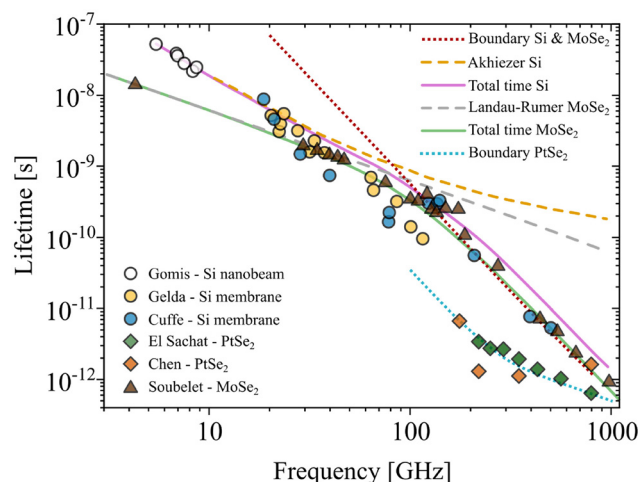 10⁻⁷
10⁻⁸
10⁻⁹
10⁻¹⁰
10⁻¹¹
10⁻¹²
Lifetime [s]
Boundary Si & MoSe₂
Akhiezer Si
Total time Si
Landau-Rumer MoSe₂
Total time MoSe₂
Boundary PtSe₂
Gomis - Si nanobeam
Gelda - Si membrane
Cuffe - Si membrane
El Sachat - PtSe₂
Chen - PtSe₂
Soubelet - MoSe₂
10 100 1000
Frequency [GHz]